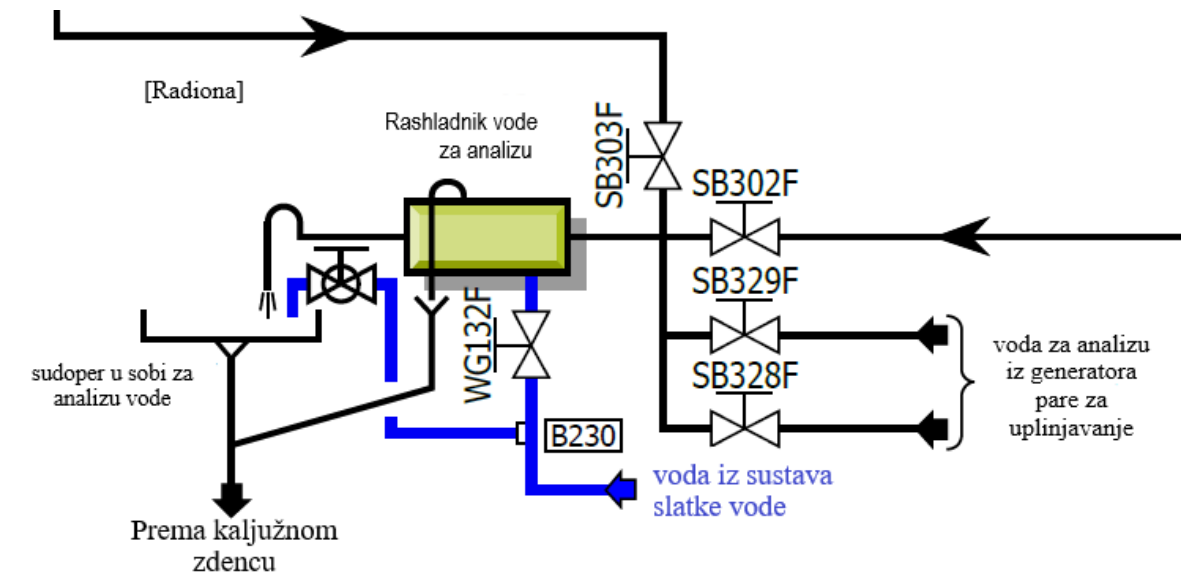 [Radiona]
Rashladnik vode
za analizu
SB303F
SB302F
SB329F
WG132F
SB328F
voda za analizu
iz generatora
pare za
uplinjavanje
sudoper u sobi za
analizu vode
B230
voda iz sustava
slatke vode
Prema kaljužnom
zdencu